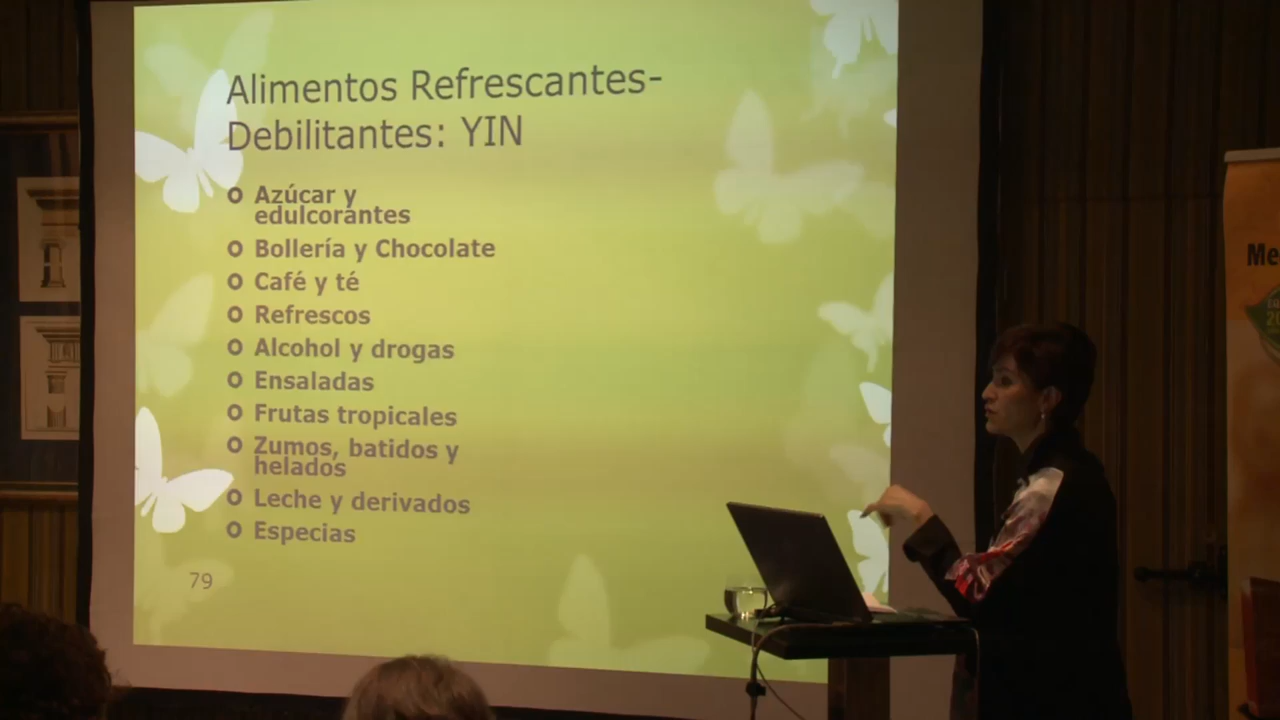 Alimentos Refrescantes-
Debilitantes: YIN
Azúcar y
edulcorantes
Bollería y Chocolate
Café y té
Refrescos
Alcohol y drogas
Ensaladas
Frutas tropicales
Zumos, batidos y
helados
Leche y derivados
Especias
79
Me